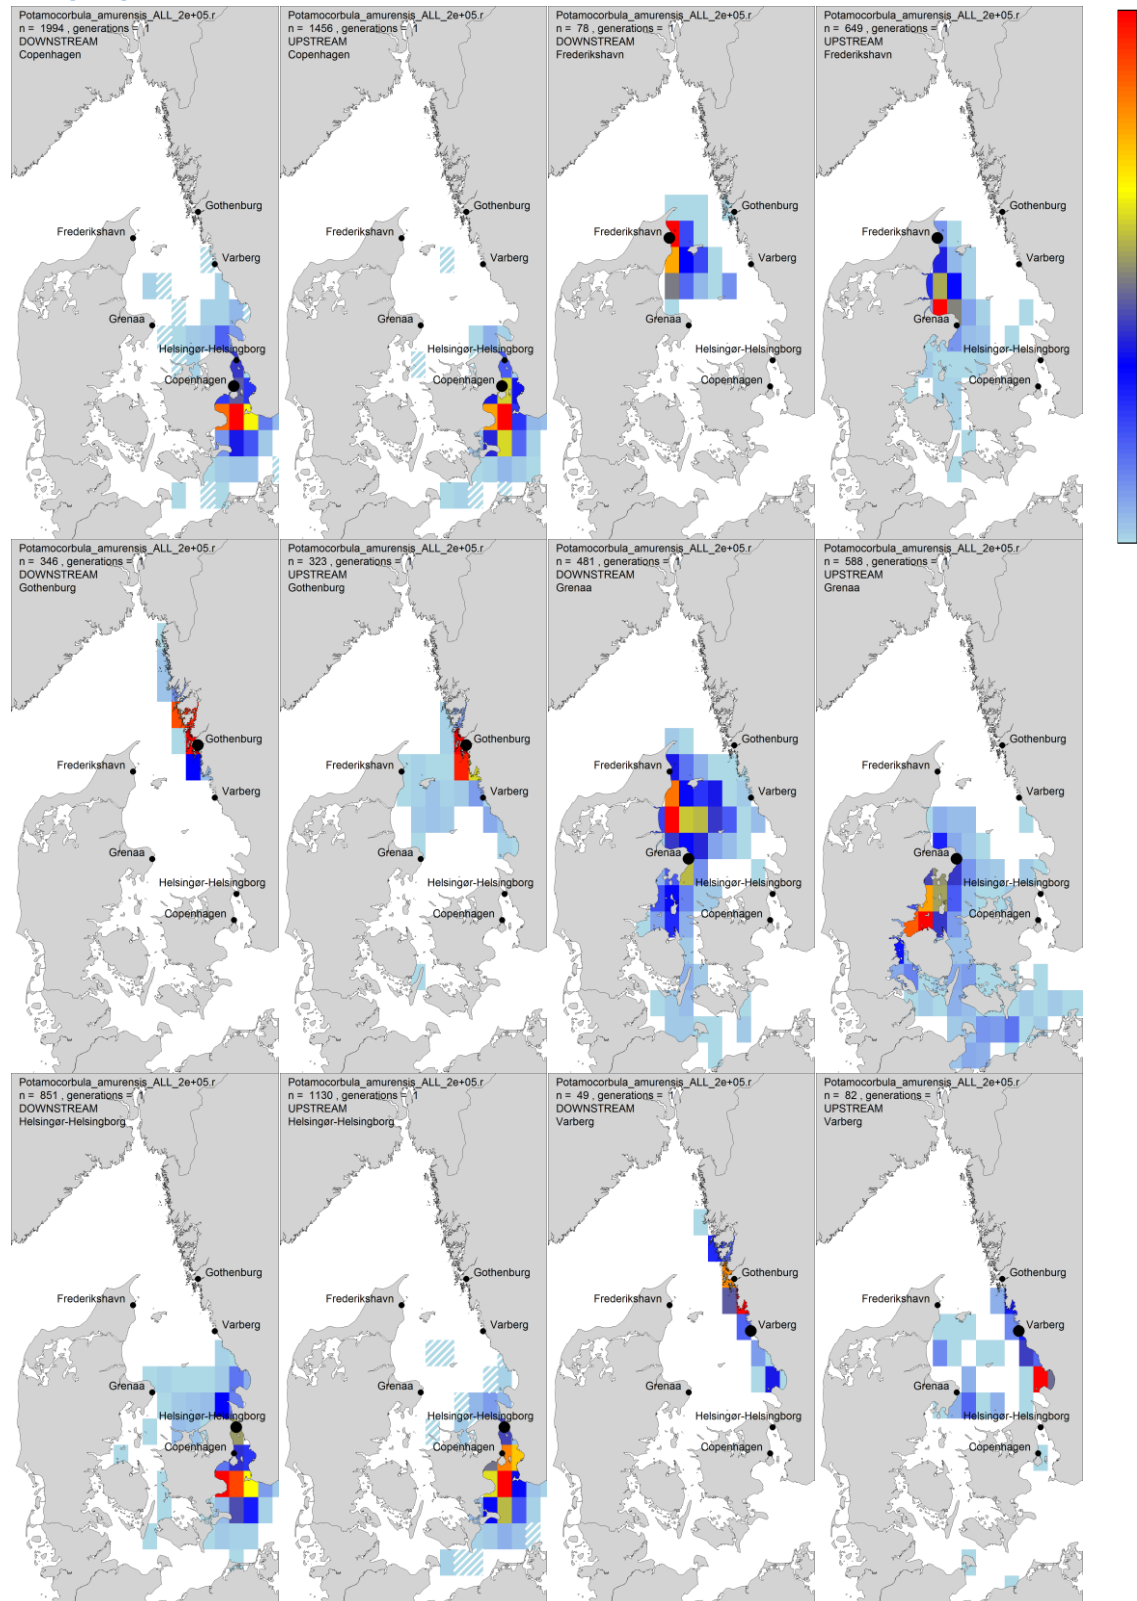 Potamocorbula_amurensis_ALL_2e+05.r
n = 1994 , generations = 1
DOWNSTREAM
Copenhagen
Gothenburg
Frederikshavn
Varberg
Grenaa
Helsingør-Helsingborg
Copenhagen
Potamocorbula_amurensis_ALL_2e+05.r
n = 1456 , generations = 1
UPSTREAM
Copenhagen
Gothenburg
Frederikshavn
Varberg
Grenaa
Helsingør-Helsingborg
Copenhagen
Potamocorbula_amurensis_ALL_2e+05.r
n = 78 , generations = 1
DOWNSTREAM
Frederikshavn
Gothenburg
Frederikshavn
Varberg
Grenaa
Helsingør-Helsingborg
Copenhagen
Potamocorbula_amurensis_ALL_2e+05.r
n = 649 , generations = 1
UPSTREAM
Frederikshavn
Gothenburg
Frederikshavn
Varberg
Grenaa
Helsingør-Helsingborg
Copenhagen
Potamocorbula_amurensis_ALL_2e+05.r
n = 346 , generations = 1
DOWNSTREAM
Gothenburg
Gothenburg
Frederikshavn
Varberg
Grenaa
Helsingør-Helsingborg
Copenhagen
Potamocorbula_amurensis_ALL_2e+05.r
n = 323 , generations = 1
UPSTREAM
Gothenburg
Gothenburg
Frederikshavn
Varberg
Grenaa
Helsingør-Helsingborg
Copenhagen
Potamocorbula_amurensis_ALL_2e+05.r
n = 481 , generations = 1
DOWNSTREAM
Grenaa
Gothenburg
Frederikshavn
Varberg
Grenaa
Helsingør-Helsingborg
Copenhagen
Potamocorbula_amurensis_ALL_2e+05.r
n = 588 , generations = 1
UPSTREAM
Grenaa
Gothenburg
Frederikshavn
Varberg
Grenaa
Helsingør-Helsingborg
Copenhagen
Potamocorbula_amurensis_ALL_2e+05.r
n = 851 , generations = 1
DOWNSTREAM
Helsingør-Helsingborg
Gothenburg
Frederikshavn
Varberg
Grenaa
Helsingør-Helsingborg
Copenhagen
Potamocorbula_amurensis_ALL_2e+05.r
n = 1130 , generations = 1
UPSTREAM
Helsingør-Helsingborg
Gothenburg
Frederikshavn
Varberg
Grenaa
Helsingør-Helsingborg
Copenhagen
Potamocorbula_amurensis_ALL_2e+05.r
n = 49 , generations = 1
DOWNSTREAM
Varberg
Gothenburg
Frederikshavn
Varberg
Grenaa
Helsingør-Helsingborg
Copenhagen
Potamocorbula_amurensis_ALL_2e+05.r
n = 82 , generations = 1
UPSTREAM
Varberg
Gothenburg
Frederikshavn
Varberg
Grenaa
Helsingør-Helsingborg
Copenhagen